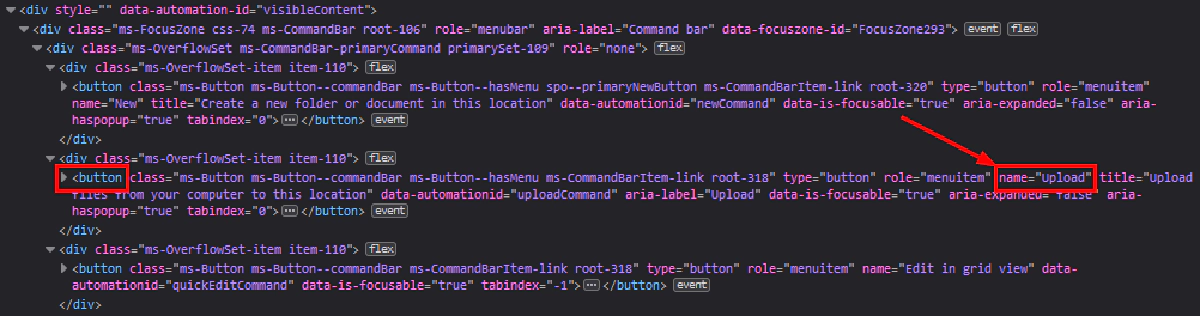 <div style="" data-automation-id="visibleContent">
<div class="ms-FocusZone css-74 ms-CommandBar root-106" role="menubar" aria-label="Command bar" data-focuszone-id="FocusZone293"> event flex
<div class="ms-OverflowSet ms-CommandBar-primaryCommand primarySet-109" role="none"> flex
<div class="ms-OverflowSet-item item-110"> flex
<button class="ms-Button ms-Button--commandBar ms-Button--hasMenu spo--primaryNewButton ms-CommandBarItem-link root-320" type="button" role="menuitem"
name="New" title="Create a new folder or document in this location" data-automationid="newCommand" data-is-focusable="true" aria-expanded="false" aria-
haspopup="true" tabindex="0">⋯</button> event
</div>
<div class="ms-OverflowSet-item item-110"> flex
<button class="ms-Button ms-Button--commandBar ms-Button--hasMenu ms-CommandBarItem-link root-318" type="button" role="menuitem" name="Upload" title="Upload
files from your computer to this location" data-automationid="uploadCommand" aria-label="Upload" data-is-focusable="true" aria-expanded="false" aria-
haspopup="true" tabindex="0">⋯</button> event
</div>
<div class="ms-OverflowSet-item item-110"> flex
<button class="ms-Button ms-Button--commandBar ms-CommandBarItem-link root-318" type="button" role="menuitem" name="Edit in grid view" data-
automationid="quickEditCommand" data-is-focusable="true" tabindex="-1">⋯</button> event
</div>